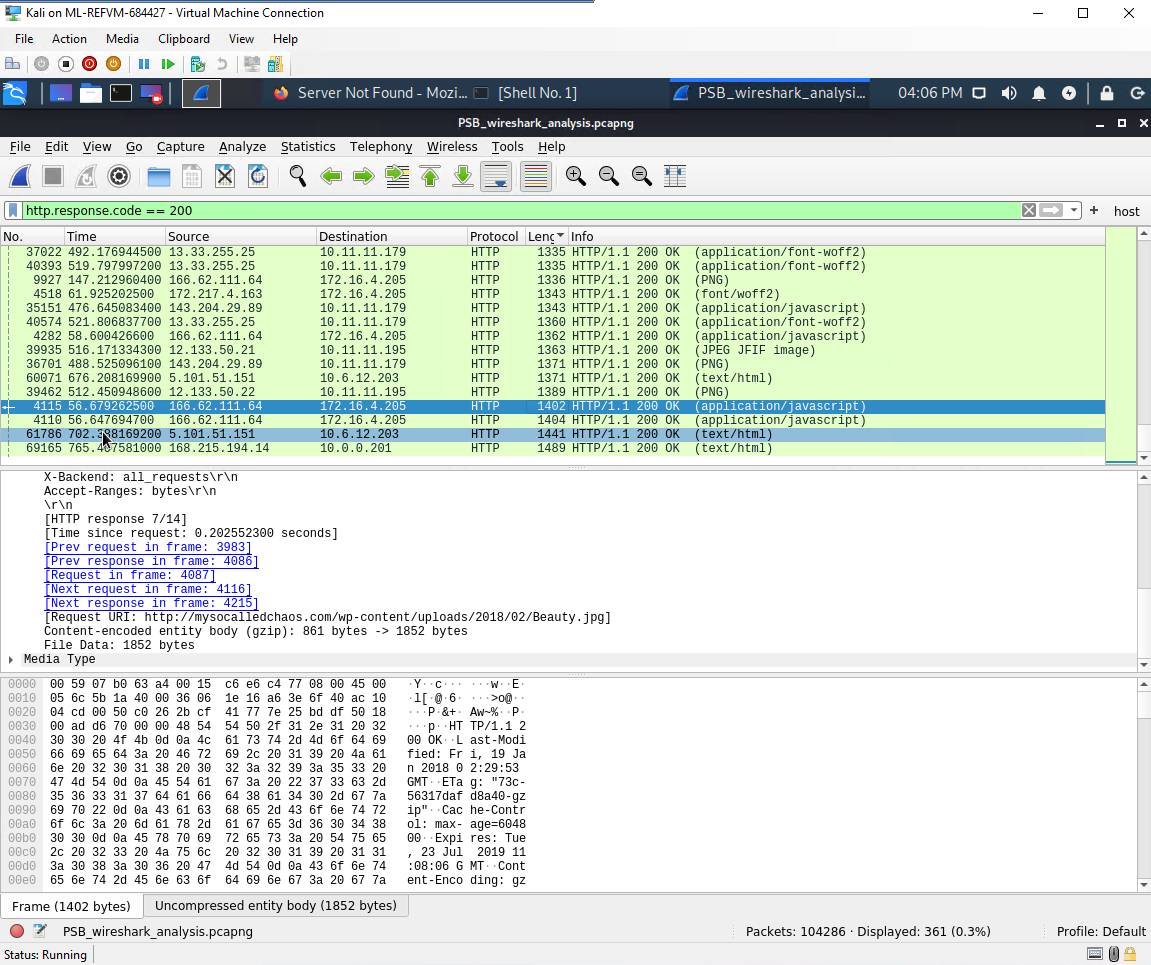 Kali on ML-REFVM-684427 - Virtual Machine Connection
File Action Media Clipboard View Help
Server Not Found - Mozi... [Shell No. 1] PSB_wireshark_analysi... 04:06 PM
PSB_wireshark_analysis.pcapng
File Edit View Go Capture Analyze Statistics Telephony Wireless Tools Help
http.response.code == 200 + host
No. Time Source Destination Protocol Leng Info
37022 492.176944500 13.33.255.25 10.11.11.179 HTTP 1335 HTTP/1.1 200 OK (application/font-woff2)
40393 519.797997200 13.33.255.25 10.11.11.179 HTTP 1335 HTTP/1.1 200 OK (application/font-woff2)
9927 147.212960400 166.62.111.64 172.16.4.205 HTTP 1336 HTTP/1.1 200 OK (PNG)
4518 61.925202500 172.217.4.163 172.16.4.205 HTTP 1343 HTTP/1.1 200 OK (font/woff2)
35151 476.645083400 143.204.29.89 10.11.11.179 HTTP 1343 HTTP/1.1 200 OK (application/javascript)
40574 521.806837700 13.33.255.25 10.11.11.179 HTTP 1360 HTTP/1.1 200 OK (application/font-woff2)
4282 58.600426600 166.62.111.64 172.16.4.205 HTTP 1362 HTTP/1.1 200 OK (application/javascript)
39935 516.171334300 12.133.50.21 10.11.11.195 HTTP 1363 HTTP/1.1 200 OK (JPEG JFIF image)
36701 488.525096100 143.204.29.89 10.11.11.179 HTTP 1371 HTTP/1.1 200 OK (PNG)
60071 676.208169900 5.101.51.151 10.6.12.203 HTTP 1371 HTTP/1.1 200 OK (text/html)
39462 512.450948600 12.133.50.22 10.11.11.195 HTTP 1389 HTTP/1.1 200 OK (PNG)
4115 56.679262500 166.62.111.64 172.16.4.205 HTTP 1402 HTTP/1.1 200 OK (application/javascript)
4110 56.647694700 166.62.111.64 172.16.4.205 HTTP 1404 HTTP/1.1 200 OK (application/javascript)
61786 5.101.51.151 10.6.12.203 HTTP 1441 HTTP/1.1 200 OK (text/html)
69165 168.215.194.14 10.0.0.201 HTTP 1489 HTTP/1.1 200 OK (text/html)
X-Backend: all_requests\r\n
Accept-Ranges: bytes\r\n
\r\n
[HTTP response 7/14]
[Time since request: 0.202552300 seconds]
[Prev request in frame: 3983]
[Prev response in frame: 4086]
[Request in frame: 4087]
[Next request in frame: 4116]
[Next response in frame: 4215]
[Request URI: http://mysocalledchaos.com/wp-content/uploads/2018/02/Beauty.jpg]
Content-encoded entity body (gzip): 861 bytes -> 1852 bytes
File Data: 1852 bytes
Media Type
0000 00 59 07 b0 63 a4 00 15 c6 e6 c4 77 08 00 45 00 ·Y··c··· ···w··E·
0010 05 6c 5b 1a 40 00 36 06 1e 16 a6 3e 6f 40 ac 10 ·l[·@·6· ···>o@··
0020 04 cd 00 50 c0 26 2b cf 41 77 7e 25 bd df 50 18 ···P·&+· Aw~%··P·
0030 00 ad d6 70 00 00 48 54 54 50 2f 31 2e 31 20 32 ···p··HT TP/1.1 2
0040 30 30 20 4f 4b 0d 0a 4c 61 73 74 2d 4d 6f 64 69 00 OK··L ast-Modi
0050 66 69 65 64 3a 20 46 72 69 2c 20 31 39 20 4a 61 fied: Fr i, 19 Ja
0060 6e 20 32 30 31 38 20 30 32 3a 32 39 3a 35 33 20 n 2018 0 2:29:53
0070 47 4d 54 0d 0a 45 54 61 67 3a 20 22 37 33 63 2d GMT··ETa g: "73c-
0080 35 36 33 31 37 64 61 66 64 38 61 34 30 2d 67 7a 56317daf d8a40-gz
0090 69 70 22 0d 0a 43 61 63 68 65 2d 43 6f 6e 74 72 ip"··Cac he-Contr
00a0 6f 6c 3a 20 6d 61 78 2d 61 67 65 3d 36 30 34 38 ol: max- age=6048
00b0 30 30 0d 0a 45 78 70 69 72 65 73 3a 20 54 75 65 00··Expi res: Tue
00c0 2c 20 32 33 20 4a 75 6c 20 32 30 31 39 20 31 31 , 23 Jul 2019 11
00d0 3a 30 38 3a 30 36 20 47 4d 54 0d 0a 43 6f 6e 74 :08:06 G MT··Cont
00e0 65 6e 74 2d 45 6e 63 6f 64 69 6e 67 3a 20 67 7a ent-Enco ding: gz
Frame (1402 bytes) Uncompressed entity body (1852 bytes)
PSB_wireshark_analysis.pcapng Packets: 104286 · Displayed: 361 (0.3%) Profile: Default
Status: Running